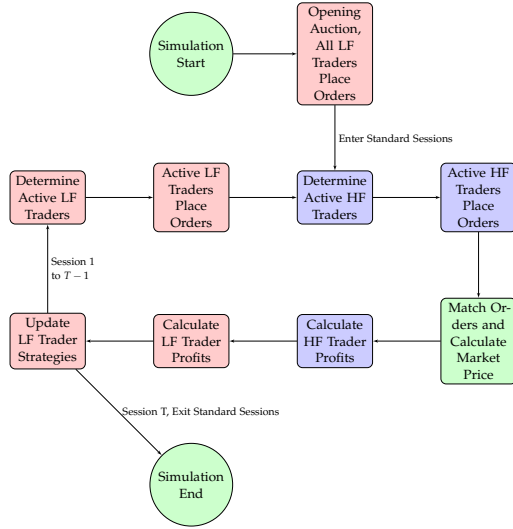 Opening
Auction,
All LF
Traders
Place
Orders
Simulation
Start
Enter Standard Sessions
Determine
Active LF
Traders
Active LF
Traders
Place
Orders
Determine
Active HF
Traders
Active HF
Traders
Place
Orders
Session 1
to T − 1
Update
LF Trader
Strategies
Calculate
LF Trader
Profits
Calculate
HF Trader
Profits
Match Or-
ders and
Calculate
Market
Price
Session T, Exit Standard Sessions
Simulation
End